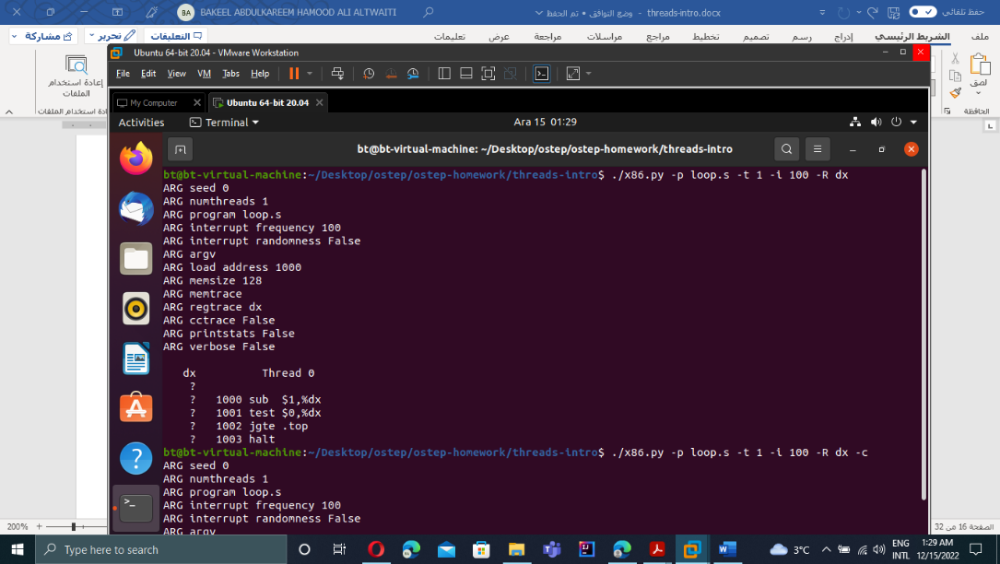 BA BAKEEL ABDULKAREEM HAMOOD ALI ALTWAITI
threads-intro.docx - وضع التوافق • تم الحفظ
حفظ تلقائي
ملف الشريط الرئيسي إدراج رسم تصميم تخطيط مراجع مراسلات مراجعة عرض تعليمات
التعليقات تحرير مشاركة
لصق
الحافظة
إعادة استخدام
الملفات
إعادة استخدام الملفات
Ubuntu 64-bit 20.04 - VMware Workstation
File Edit View VM Tabs Help
My Computer Ubuntu 64-bit 20.04
Activities Terminal Ara 15 01:29
bt@bt-virtual-machine: ~/Desktop/ostep/ostep-homework/threads-intro
bt@bt-virtual-machine:~/Desktop/ostep/ostep-homework/threads-intro$ ./x86.py -p loop.s -t 1 -i 100 -R dx
ARG seed 0
ARG numthreads 1
ARG program loop.s
ARG interrupt frequency 100
ARG interrupt randomness False
ARG argv
ARG load address 1000
ARG memsize 128
ARG memtrace
ARG regtrace dx
ARG cctrace False
ARG printstats False
ARG verbose False
dx Thread 0
?
? 1000 sub $1,%dx
? 1001 test $0,%dx
? 1002 jgte .top
? 1003 halt
bt@bt-virtual-machine:~/Desktop/ostep/ostep-homework/threads-intro$ ./x86.py -p loop.s -t 1 -i 100 -R dx -c
ARG seed 0
ARG numthreads 1
ARG program loop.s
ARG interrupt frequency 100
ARG interrupt randomness False
ARG argv
200%
الصفحة 16 من 32
Type here to search
3°C
ENG
INTL
1:29 AM
12/15/2022